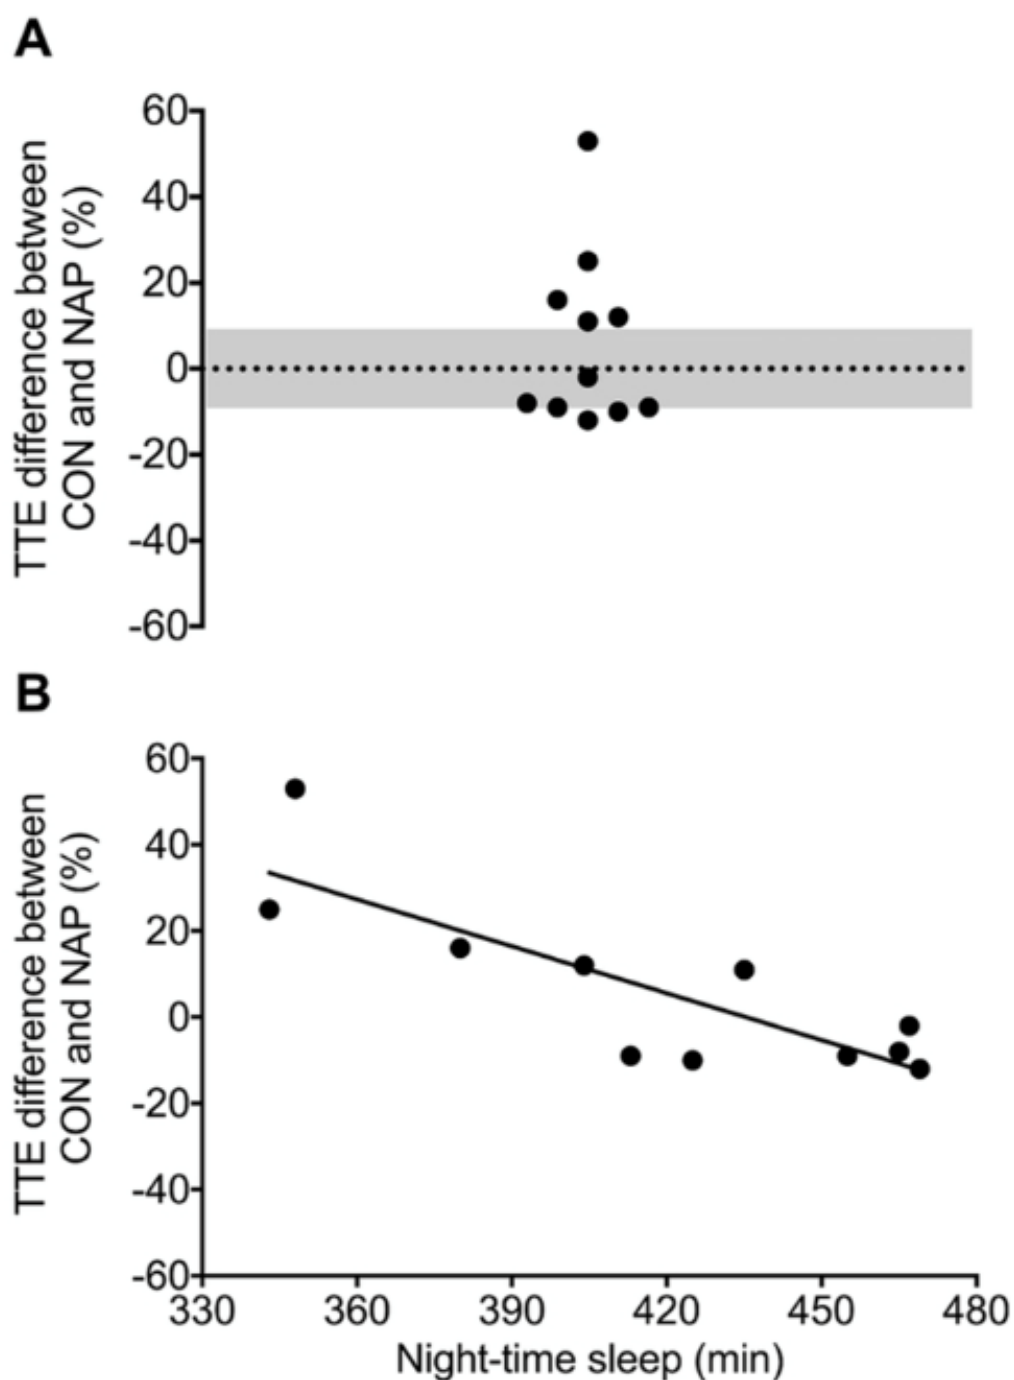 A
TTE difference between
CON and NAP (%)
60
40
20
0
-20
-40
-60
B
TTE difference between
CON and NAP (%)
60
40
20
0
-20
-40
-60
330 360 390 420 450 480
Night-time sleep (min)